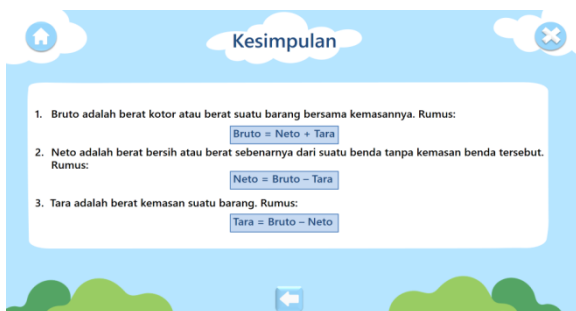 Kesimpulan
1. Bruto adalah berat kotor atau berat suatu barang bersama kemasannya. Rumus:
Bruto = Neto + Tara
2. Neto adalah berat bersih atau berat sebenarnya dari suatu benda tanpa kemasan benda tersebut.
Rumus:
Neto = Bruto – Tara
3. Tara adalah berat kemasan suatu barang. Rumus:
Tara = Bruto – Neto